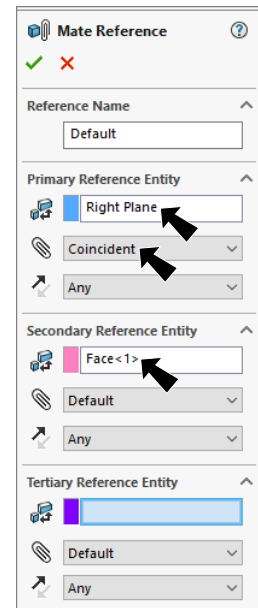 Mate Reference
Reference Name
Default
Primary Reference Entity
Right Plane
Coincident
Any
Secondary Reference Entity
Face<1>
Default
Any
Tertiary Reference Entity
Default
Any